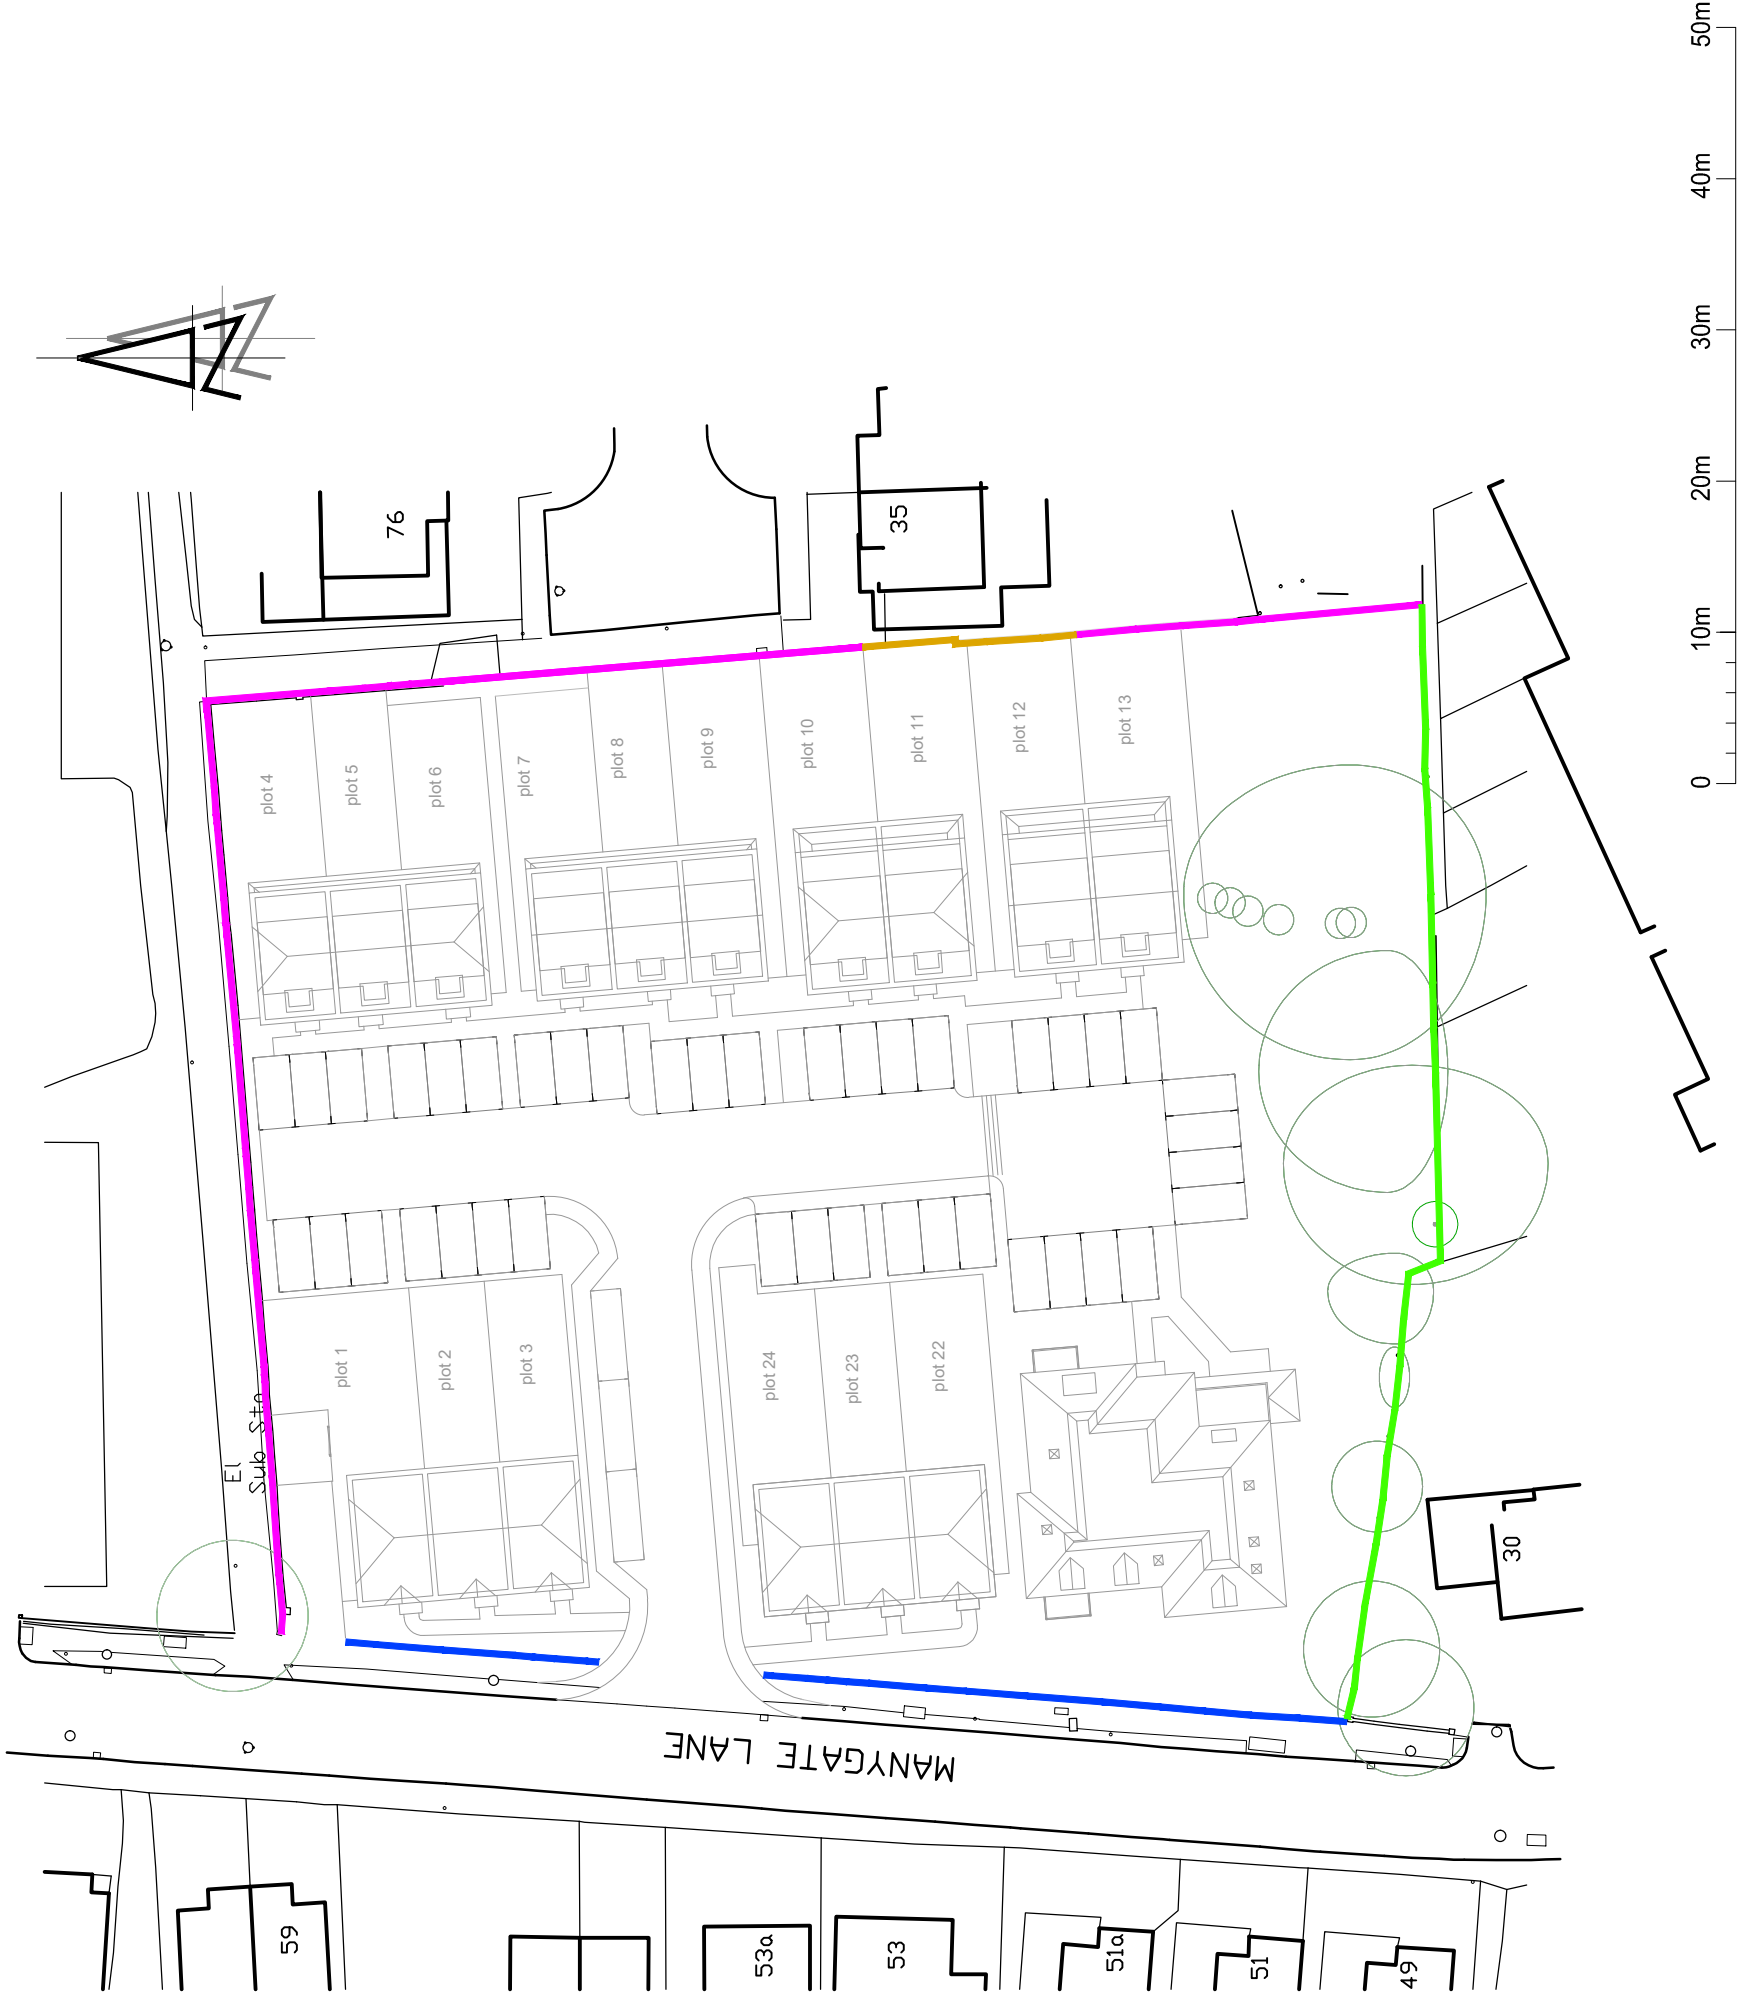 50m
40m
30m
20m
10m
0
76
35
plot 4
plot 5
plot 6
plot 7
plot 8
plot 9
plot 10
plot 11
plot 12
plot 13
plot 1
plot 2
plot 3
plot 24
plot 23
plot 22
El
Sub Stn
30
MANYGATE LANE
59
53a
53
51a
51
49